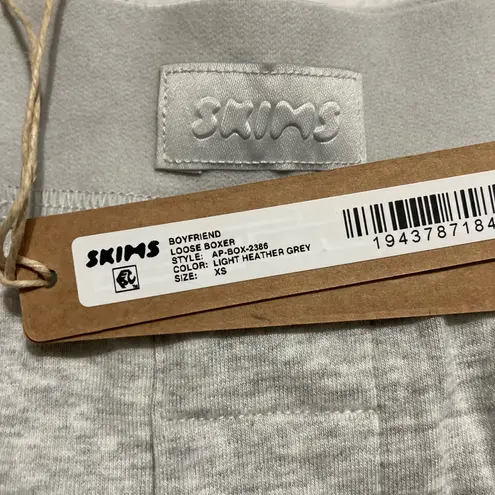 SKIMS
SKIMS
BOYFRIEND
LOOSE BOXER
STYLE: AP-BOX-2386
COLOR: LIGHT HEATHER GREY
SIZE: XS
1943787184